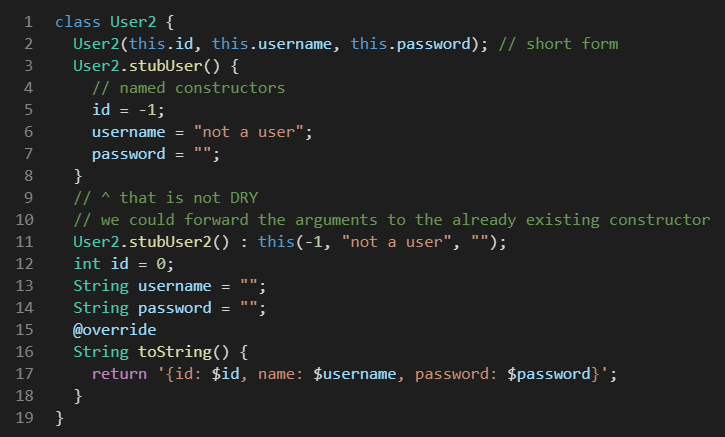 1 class User2 {
2   User2(this.id, this.username, this.password); // short form
3   User2.stubUser() {
4     // named constructors
5     id = -1;
6     username = "not a user";
7     password = "";
8   }
9   // ^ that is not DRY
10   // we could forward the arguments to the already existing constructor
11   User2.stubUser2() : this(-1, "not a user", "");
12   int id = 0;
13   String username = "";
14   String password = "";
15   @override
16   String toString() {
17     return '{id: $id, name: $username, password: $password}';
18   }
19 }